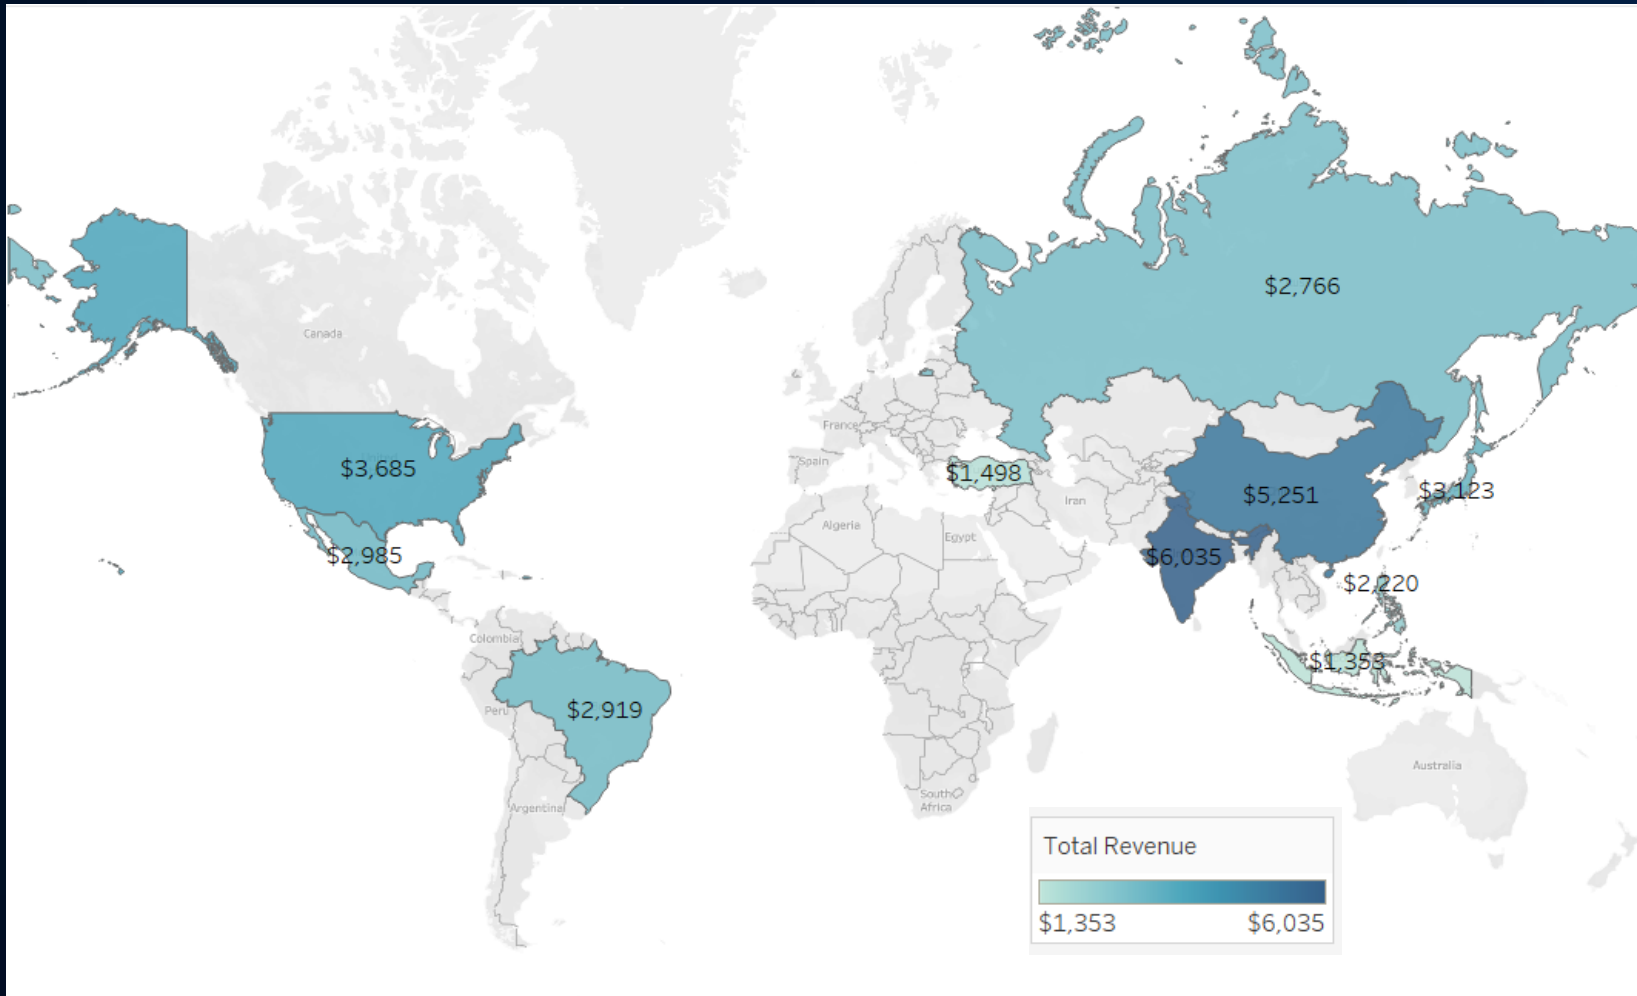 $2,766
Canada
France
$3,685
Spain
$1,498
$5,251
$3,123
Iran
Algeria
Egypt
$2,985
$6,035
$2,220
Colombia
$1,353
Peru
$2,919
Australia
South
Africa
Argentina
Total Revenue
$1,353 $6,035